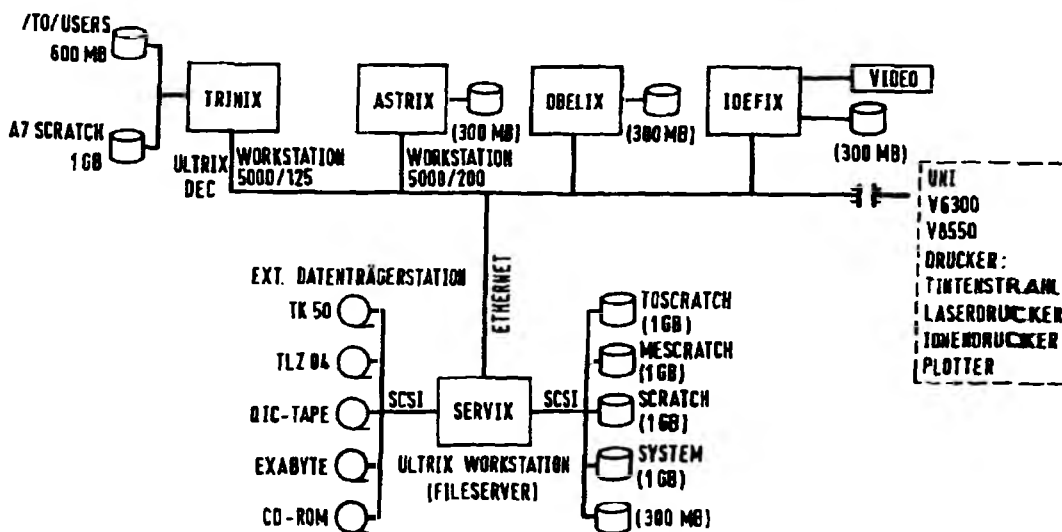 /TO/USERS
600 MB
A7 SCRATCH
1GB
TRINIX
ULTRIX
DEC
WORKSTATION
5000/125
ASTRIX
(300 MB)
WORKSTATION
5000/200
OBELIX
(300 MB)
IDEFIX
VIDEO
(300 MB)
UNI
V6300
V8550
DRUCKER:
TINTENSTRAHL
LASERDRUCKER
IONENDRUCKER
PLOTTER
ETHERNET
EXT. DATENTRÄGERSTATION
TK 50
TLZ 04
QIC-TAPE
EXABYTE
CD-ROM
SCSI
SERVIX
SCSI
ULTRIX WORKSTATION
(FILESERVER)
TOSCRATCH
(1GB)
MESCRATCH
(1GB)
SCRATCH
(1GB)
SYSTEM
(1GB)
(300 MB)